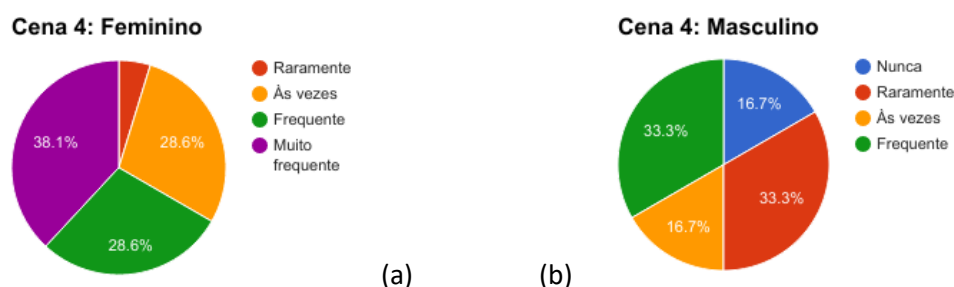 Cena 4: Feminino
Raramente
Às vezes
Frequente
Muito
frequente
38.1%
28.6%
28.6%
(a)
Cena 4: Masculino
Nunca
Raramente
Às vezes
Frequente
16.7%
33.3%
33.3%
16.7%
(b)